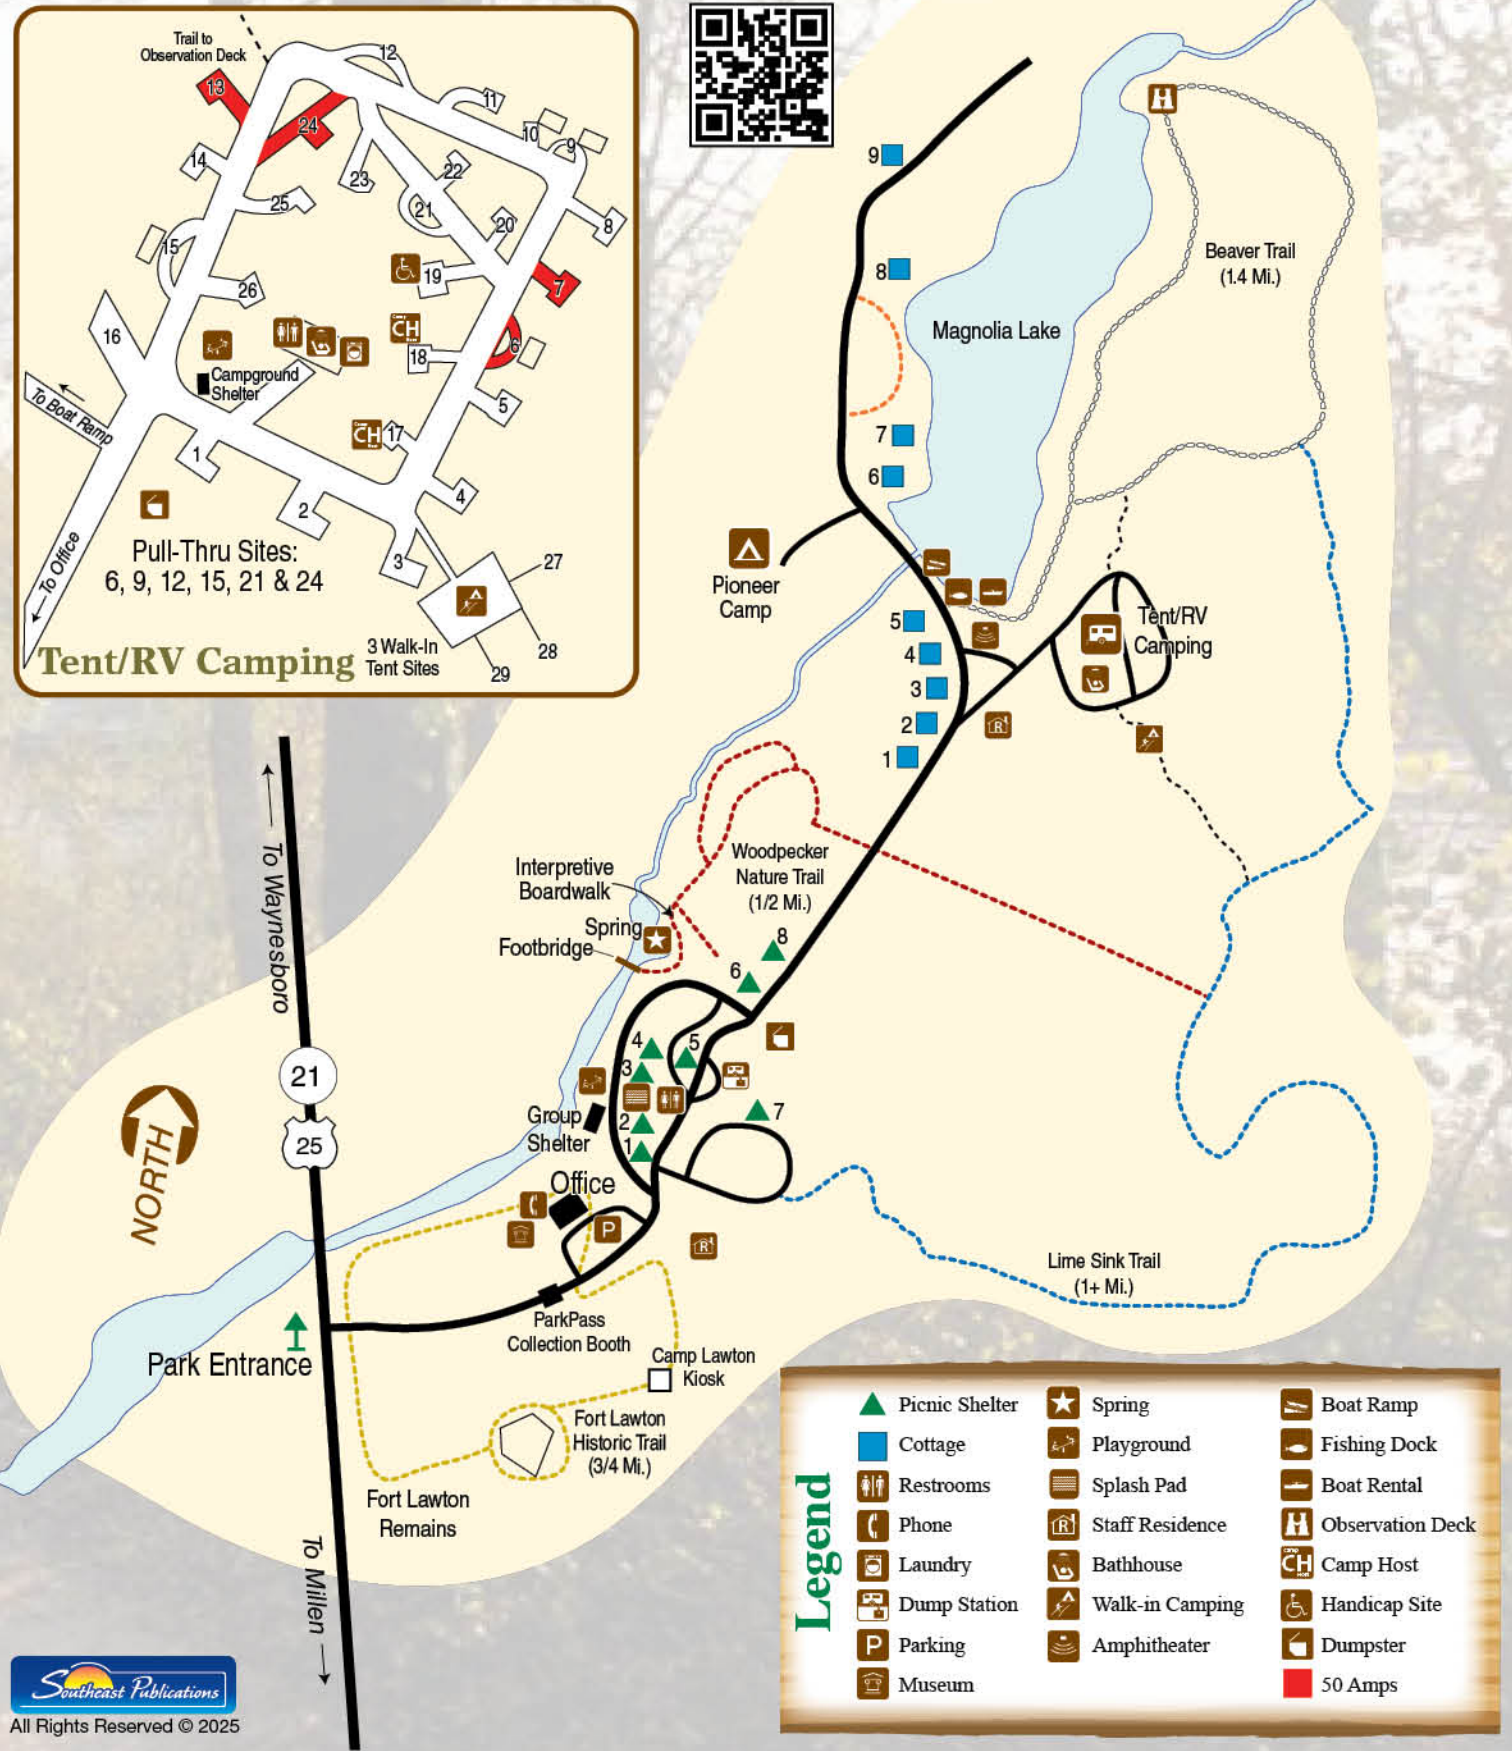 Trail to
Observation Deck
12
13
11
24
10
9
14
22
23
25
21
8
20
15
19
26
7
16
6
Camp
CH
Host
18
Campground
Shelter
5
To Boat Ramp
Camp
CH
Host
17
1
4
2
3
Pull-Thru Sites:
6, 9, 12, 15, 21 & 24
27
To Office
28
Tent/RV Camping
3 Walk-In
Tent Sites
29
9
8
Beaver Trail
(1.4 Mi.)
Magnolia Lake
7
6
Pioneer
Camp
5
4
3
2
1
Tent/RV
Camping
R
To Waynesboro
Interpretive
Boardwalk
Woodpecker
Nature Trail
(1/2 Mi.)
Spring
Footbridge
8
6
4
5
3
21
7
Group
Shelter
2
1
25
NORTH
Office
P
R
Lime Sink Trail
(1+ Mi.)
ParkPass
Collection Booth
Park Entrance
Camp Lawton
Kiosk
Fort Lawton
Historic Trail
(3/4 Mi.)
Fort Lawton
Remains
To Millen
Legend
Picnic Shelter
Cottage
Restrooms
Phone
Laundry
Dump Station
P Parking
Museum
Spring
Playground
Splash Pad
R Staff Residence
Bathhouse
Walk-in Camping
Amphitheater
Boat Ramp
Fishing Dock
Boat Rental
Observation Deck
Camp
CH
Host
Camp Host
Handicap Site
Dumpster
50 Amps
Southeast Publications
All Rights Reserved © 2025